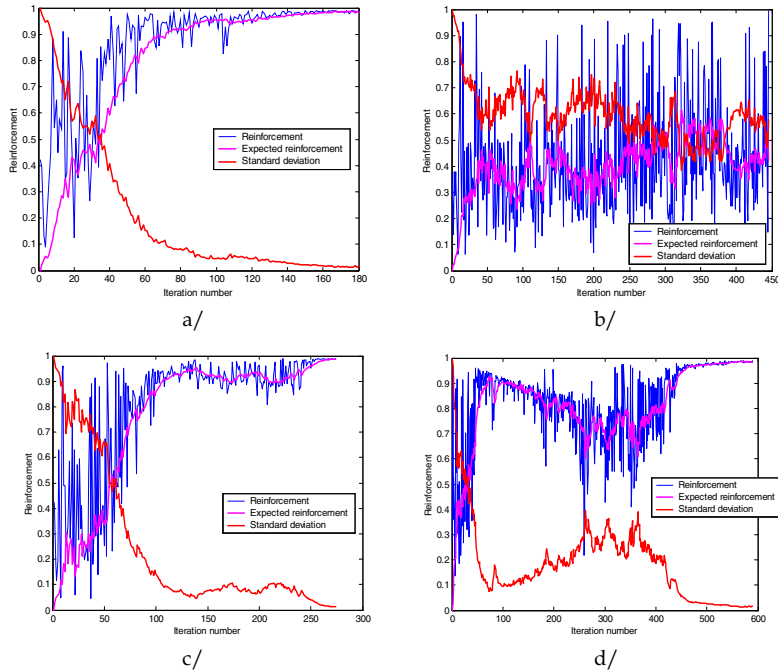 1
0.9
0.8
0.7
0.6
0.5
0.4
0.3
0.2
0.1
0
Reinforcement
Reinforcement
Expected reinforcement
Standard deviation
0 20 40 60 80 100 120 140 160 180
Iteration number
a/
1
0.9
0.8
0.7
0.6
0.5
0.4
0.3
0.2
0.1
0
Reinforcement
Reinforcement
Expected reinforcement
Standard deviation
0 50 100 150 200 250 300 350 400 450
Iteration number
b/
1
0.9
0.8
0.7
0.6
0.5
0.4
0.3
0.2
0.1
0
Reinforcement
Reinforcement
Expected reinforcement
Standard deviation
0 50 100 150 200 250 300
Iteration number
c/
1
0.9
0.8
0.7
0.6
0.5
0.4
0.3
0.2
0.1
0
Reinforcement
Reinforcement
Expected reinforcement
Standard deviation
0 100 200 300 400 500 600
Iteration number
d/